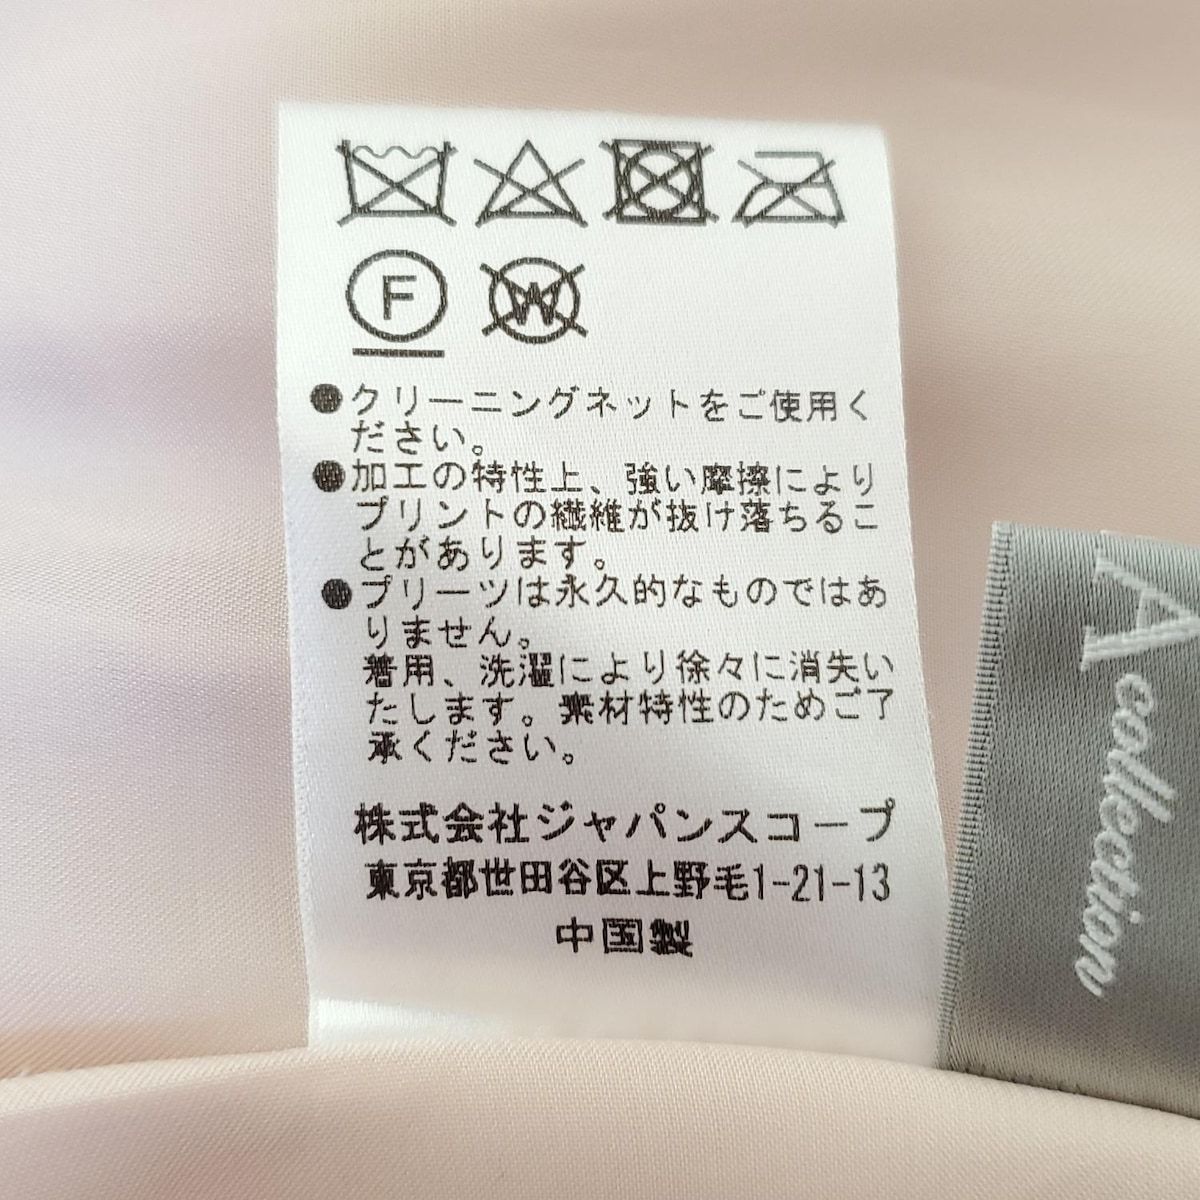 F W
●クリーニングネットをご使用く
ださい。
●加工の特性上、強い摩擦により
プリントの繊維が抜け落ちるこ
とがあります。
●プリーツは永久的なものではあ
りません。
着用、洗濯により徐々に消失い
たします。素材特性のためご了
承ください。
株式会社ジャパンスコープ
東京都世田谷区上野毛1-21-13
中国製
A collection